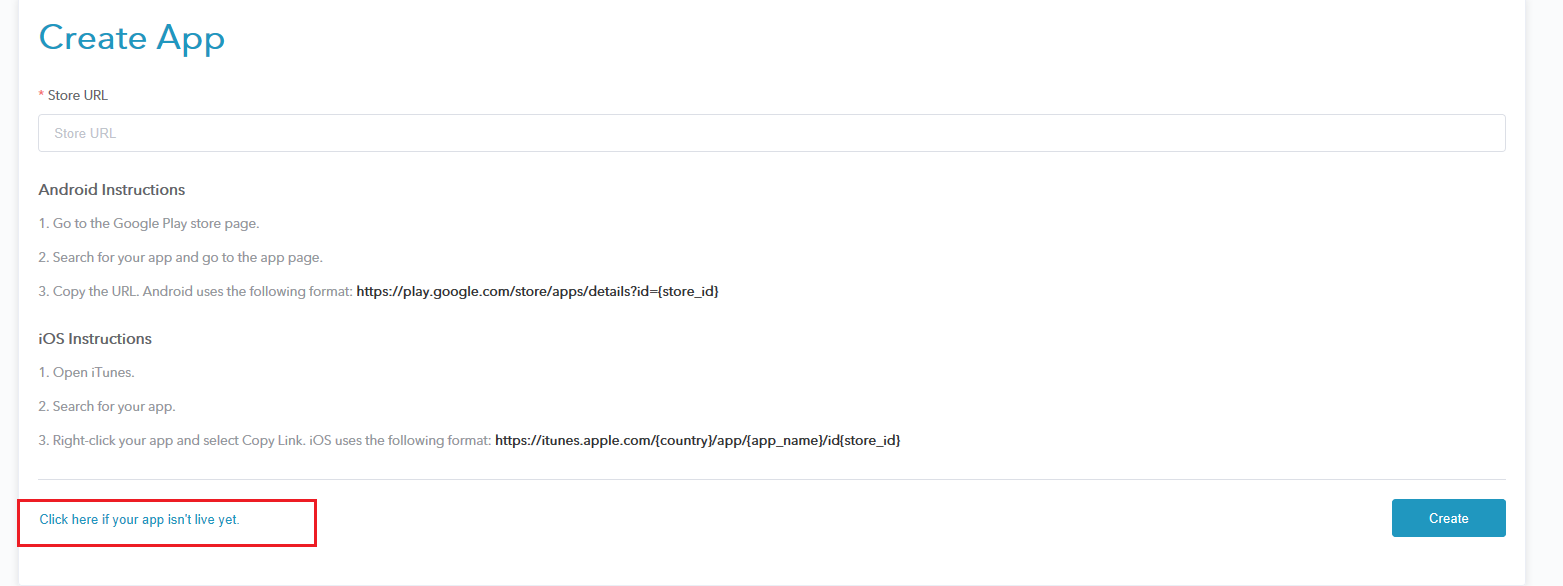 Create App
* Store URL
Store URL
Android Instructions
1. Go to the Google Play store page.
2. Search for your app and go to the app page.
3. Copy the URL. Android uses the following format: https://play.google.com/store/apps/details?id={store_id}
iOS Instructions
1. Open iTunes.
2. Search for your app.
3. Right-click your app and select Copy Link. iOS uses the following format: https://itunes.apple.com/{country}/app/{app_name}/id{store_id}
Click here if your app isn't live yet.
Create